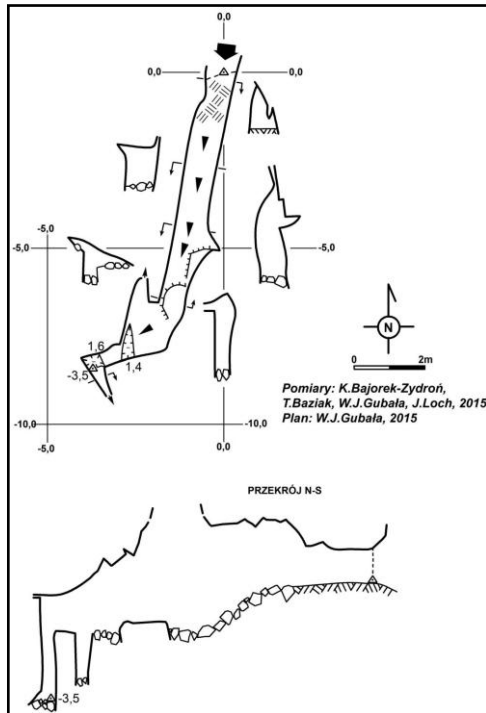 0,0
0,0
0,0
-5,0
-5,0
-5,0
1,6
-3,5
1,4
-10,0
0,0
-10,0
N
0 2m
Pomiary: K.Bajorek-Zydroń,
T.Baziak, W.J.Gubała, J.Loch, 2015
Plan: W.J.Gubała, 2015
PRZEKRÓJ N-S
-3,5